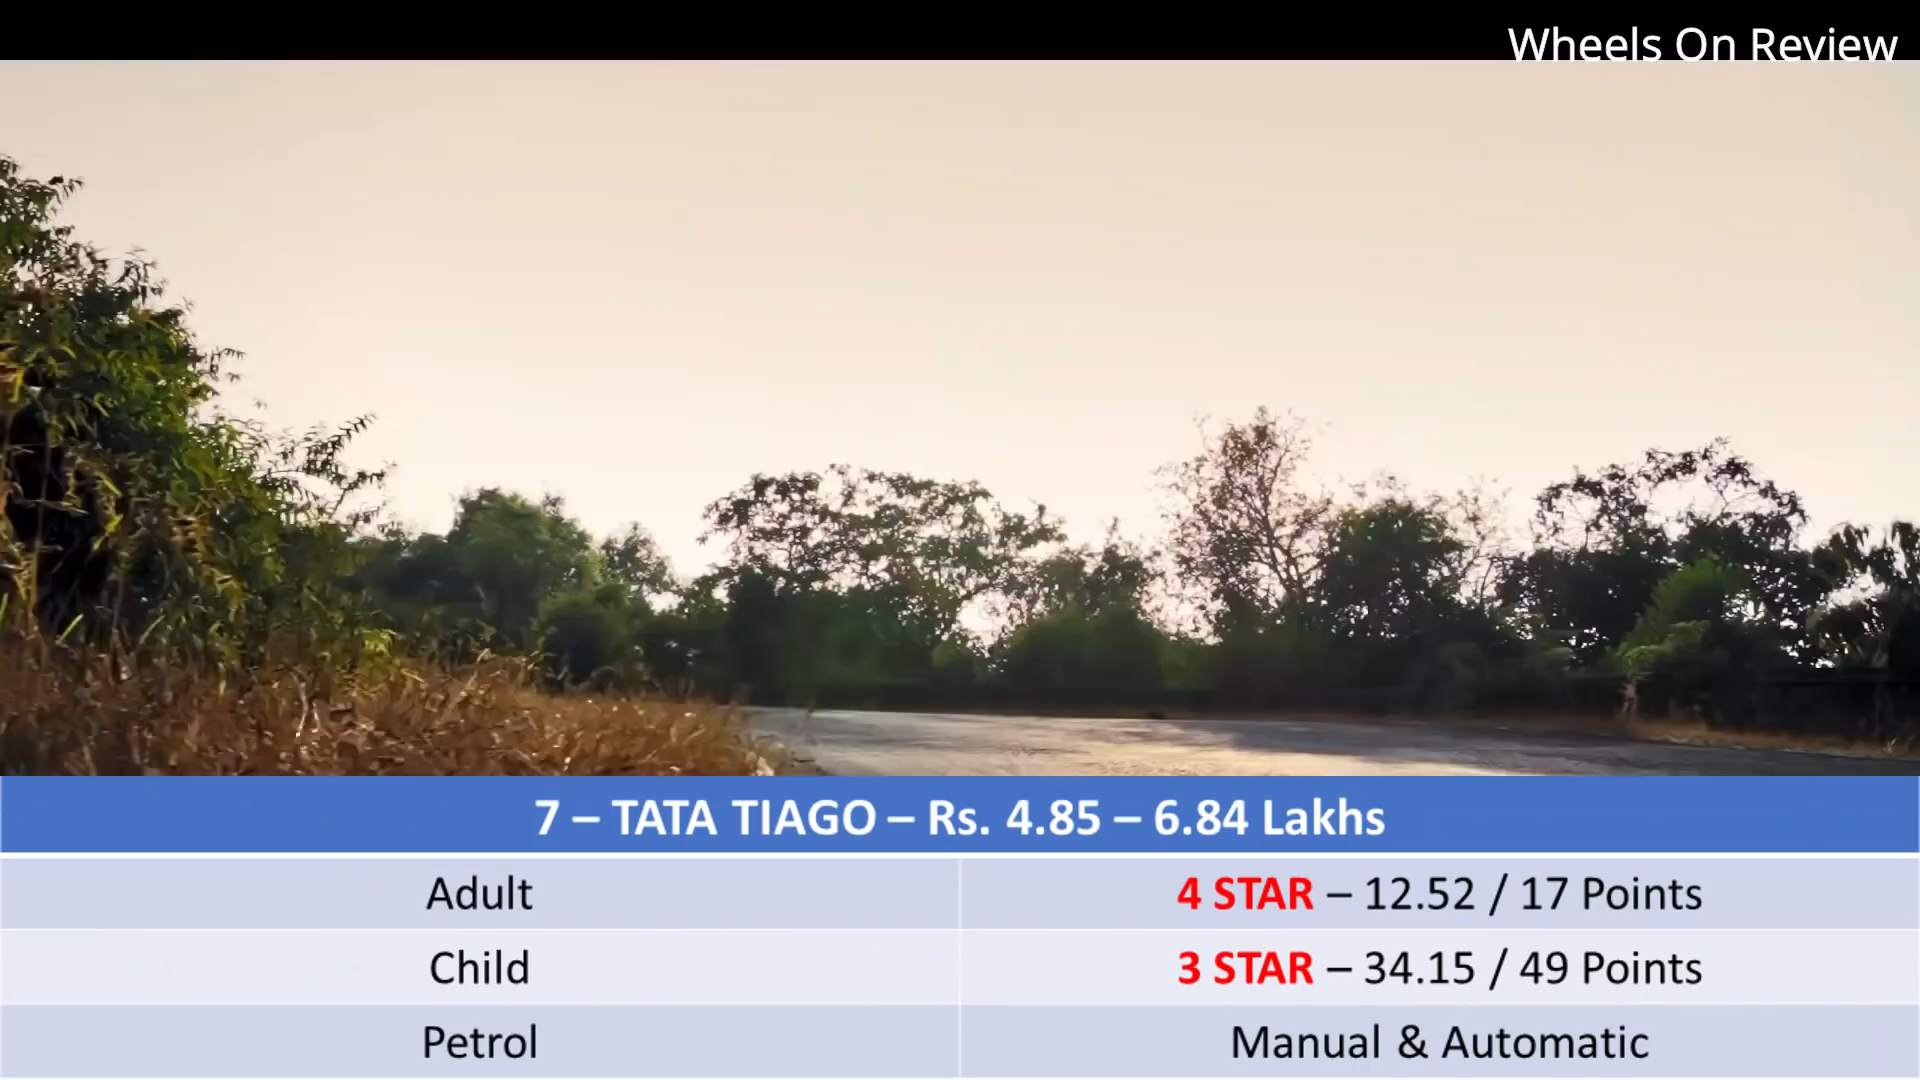 Wheels On Review
7 – TATA TIAGO – Rs. 4.85 – 6.84 Lakhs
Adult 4 STAR – 12.52 / 17 Points
Child 3 STAR – 34.15 / 49 Points
Petrol Manual & Automatic